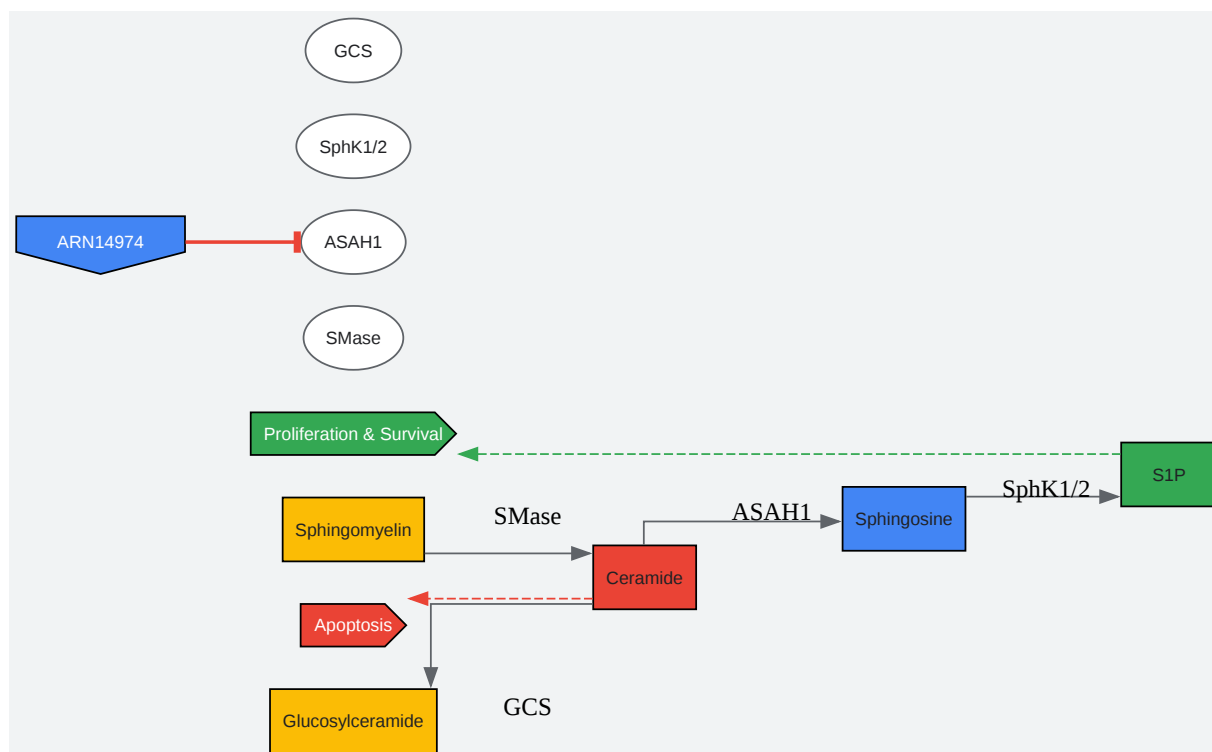 GCS
SphK1/2
ARN14974
ASAH1
SMase
Proliferation & Survival
S1P
SphK1/2
SMase
ASAH1
Sphingosine
Sphingomyelin
Ceramide
Apoptosis
GCS
Glucosylceramide